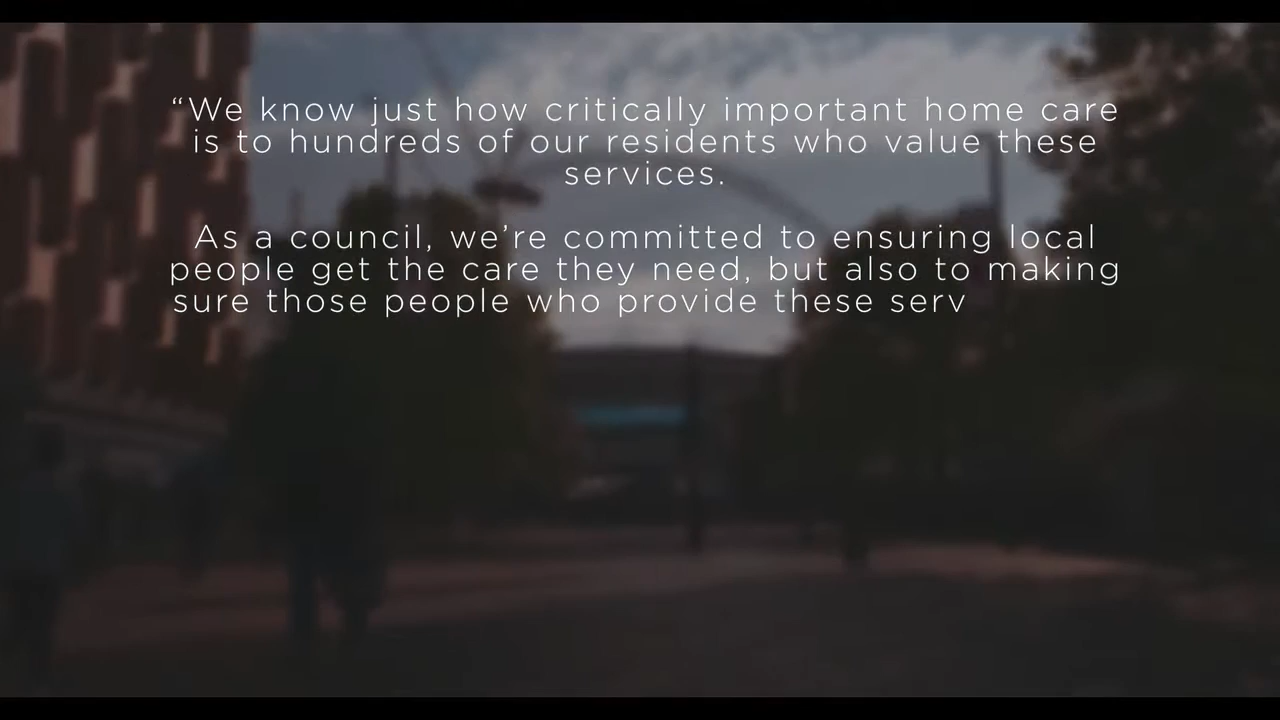 “We know just how critically important home care
is to hundreds of our residents who value these
services.
As a council, we’re committed to ensuring local
people get the care they need, but also to making
sure those people who provide these serv